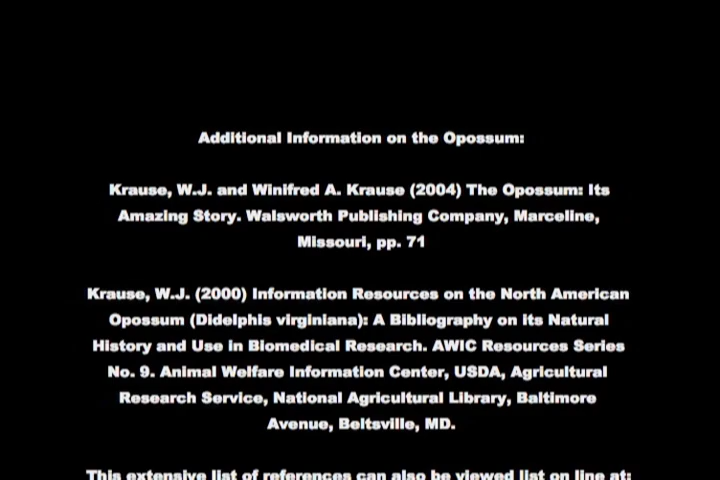 Additional Information on the Opossum:
Krause, W.J. and Winifred A. Krause (2004) The Opossum: Its
Amazing Story. Walsworth Publishing Company, Marceline,
Missouri, pp. 71
Krause, W.J. (2000) Information Resources on the North American
Opossum (Didelphis virginiana): A Bibliography on its Natural
History and Use in Biomedical Research. AWIC Resources Series
No. 9. Animal Welfare Information Center, USDA, Agricultural
Research Service, National Agricultural Library, Baltimore
Avenue, Beltsville, MD.
This extensive list of references can also be viewed list on line at: